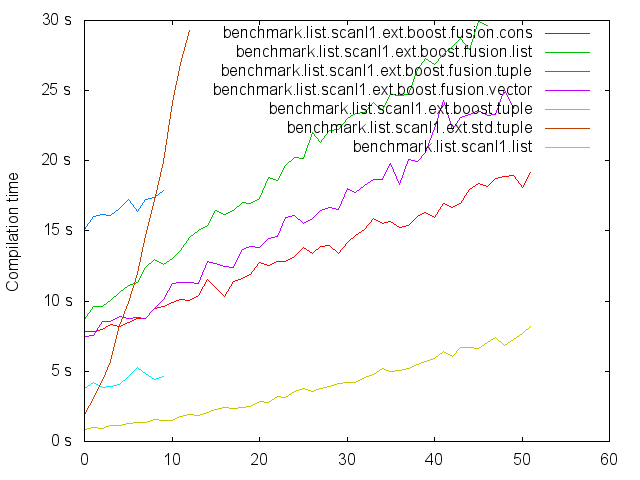 30 s
25 s
20 s
15 s
10 s
5 s
0 s
Compilation time
benchmark.list.scanl1.ext.boost.fusion.cons
benchmark.list.scanl1.ext.boost.fusion.list
benchmark.list.scanl1.ext.boost.fusion.tuple
benchmark.list.scanl1.ext.boost.fusion.vector
benchmark.list.scanl1.ext.boost.tuple
benchmark.list.scanl1.ext.std.tuple
benchmark.list.scanl1.list
0 10 20 30 40 50 60